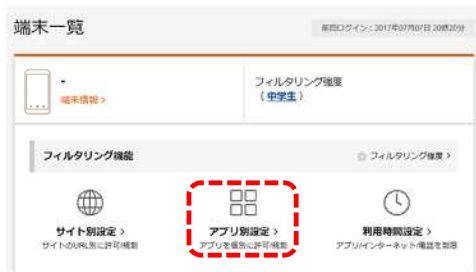 端末一覧
前回ログイン：2017年07月07日 20時20分
-
端末情報 >
フィルタリング強度
（中学生）
フィルタリング機能
フィルタリング強度 >
サイト別設定 >
サイトのURL別に許可/規制
アプリ別設定 >
アプリを個別に許可/規制
利用時間設定 >
アプリ/インターネット/電話を制限